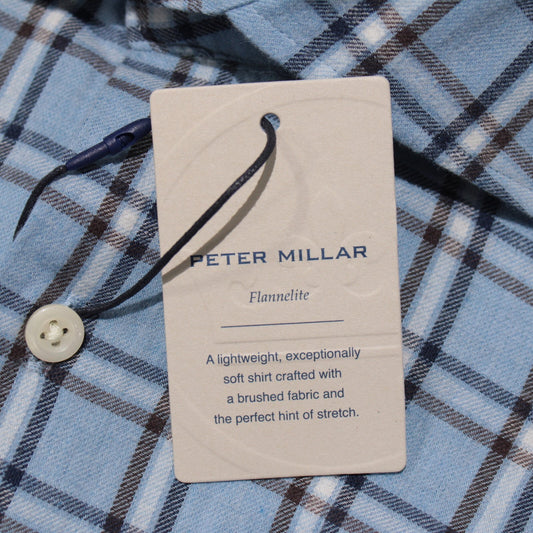 PETER MILLAR
Flannelite
A lightweight, exceptionally
soft shirt crafted with
a brushed fabric and
the perfect hint of stretch.